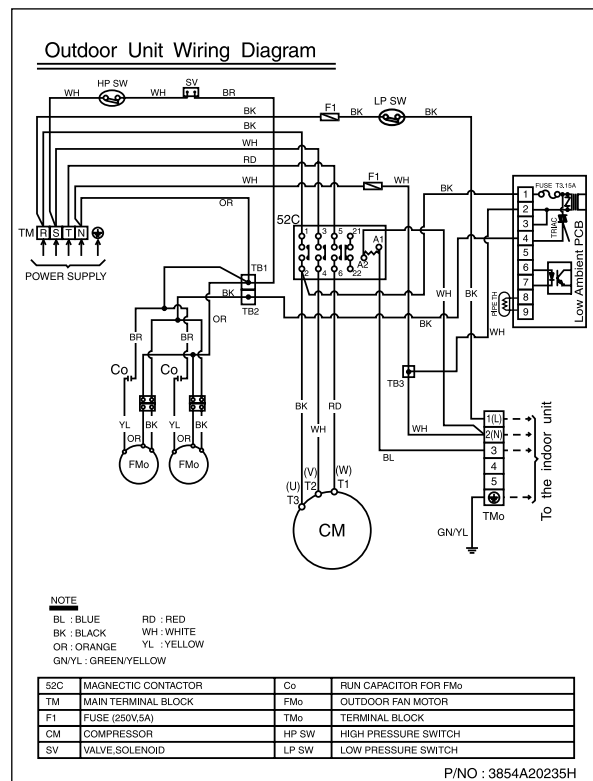 Outdoor Unit Wiring Diagram
HP SW
SV
WH
WH
BR
BK
F1
BK
LP SW
BK
BK
WH
RD
WH
F1
WH
BK
OR
TM R S T N
POWER SUPPLY
52C
1 3 5 21
A1
A2
2 4 6 22
1
2
3
4
5
6
7
8
9
FUSE T3.15A
TRIAC
PIPE TH
Low Ambient PCB
TB1
BK
TB2
OR
BK
WH
BK
WH
BR
BR
Co
Co
TB3
YL
BK
YL
BK
OR
OR
FMo
FMo
BK
WH
RD
WH
BL
1(L)
2(N)
3
4
5
TMo
To the indoor unit
GN/YL
(U)
T3
(V)
T2
(W)
T1
CM
NOTE
BL : BLUE
RD : RED
BK : BLACK
WH : WHITE
OR : ORANGE
YL : YELLOW
GN/YL : GREEN/YELLOW
52C MAGNECTIC CONTACTOR Co RUN CAPACITOR FOR FMo
TM MAIN TERMINAL BLOCK FMo OUTDOOR FAN MOTOR
F1 FUSE (250V,5A) TMo TERMINAL BLOCK
CM COMPRESSOR HP SW HIGH PRESSURE SWITCH
SV VALVE,SOLENOID LP SW LOW PRESSURE SWITCH
P/NO : 3854A20235H